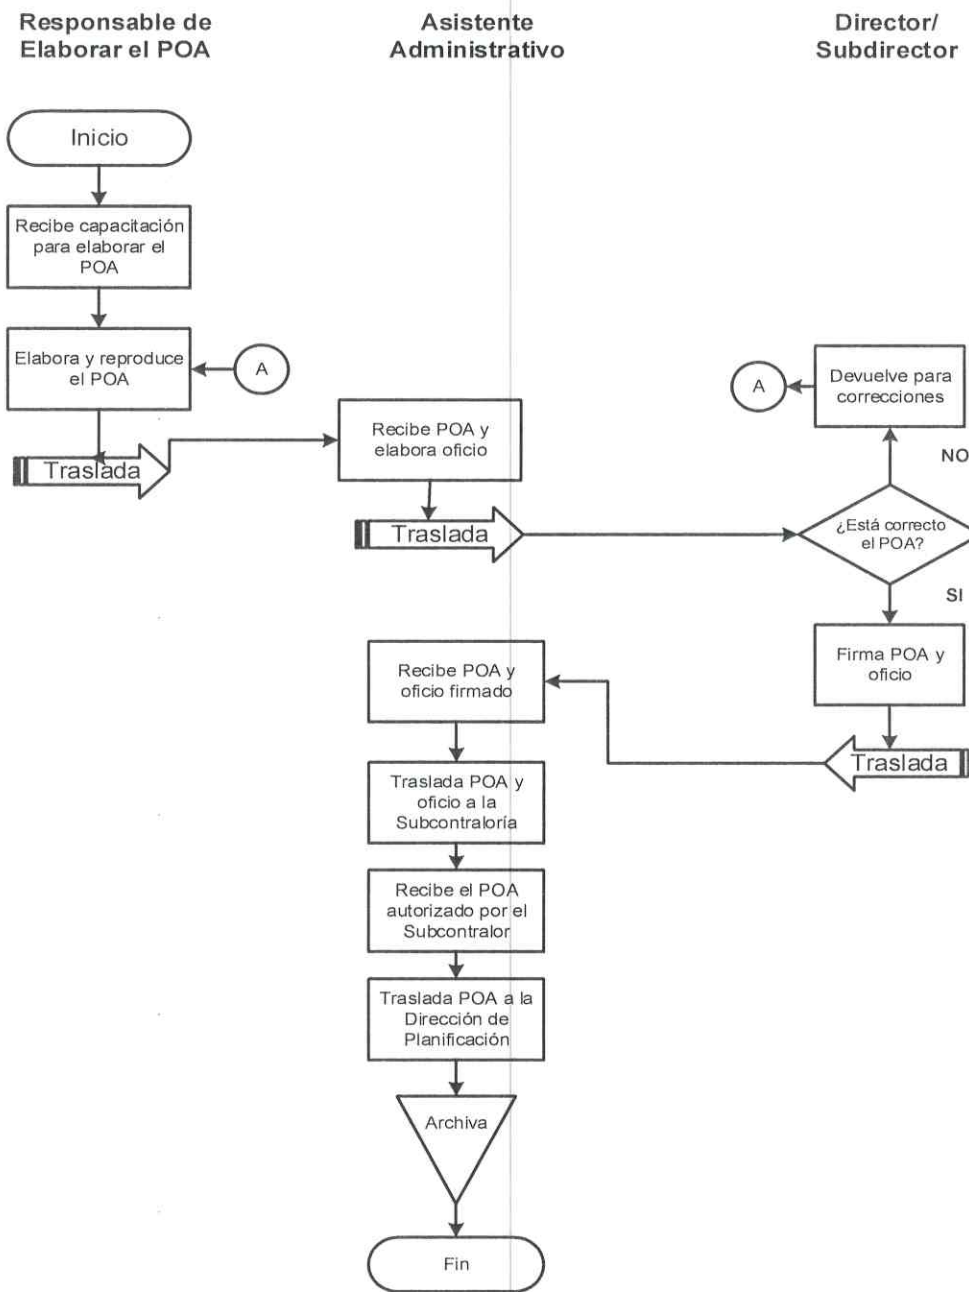 Responsable de
Elaborar el POA
Asistente
Administrativo
Director/
Subdirector
Inicio
Recibe capacitación
para elaborar el
POA
Elabora y reproduce
el POA
A
Traslada
Recibe POA y
elabora oficio
Traslada
A
Devuelve para
correcciones
NO
¿Está correcto
el POA?
SI
Firma POA y
oficio
Traslada
Recibe POA y
oficio firmado
Traslada POA y
oficio a la
Subcontraloría
Recibe el POA
autorizado por el
Subcontralor
Traslada POA a la
Dirección de
Planificación
Archiva
Fin